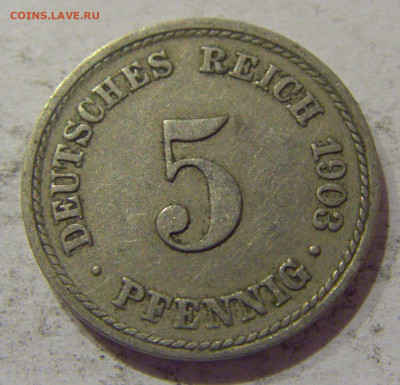 COINS.LAVE.RU
DEUTSCHES REICH 1903
5
· PFENNIG ·